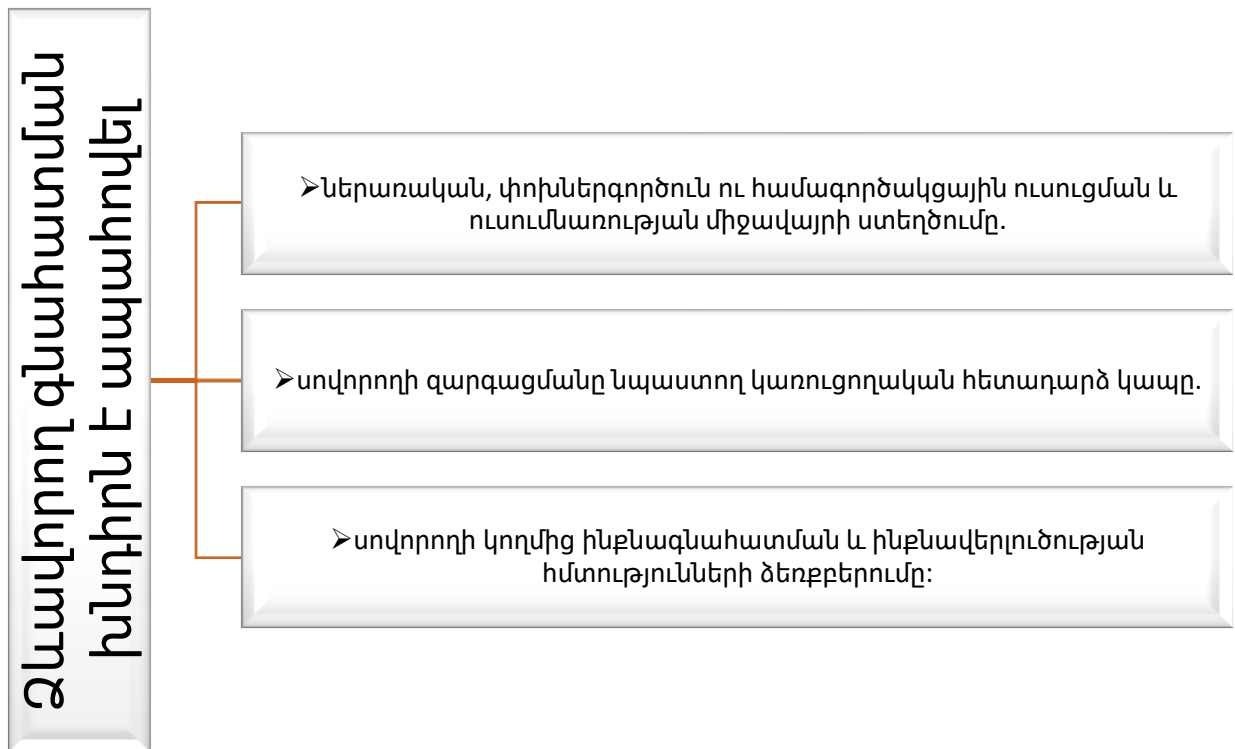 Ձևավորող գնահատման
խնդիրն է ապահովել
➢ներառական, փոխներգործուն ու համագործակցային ուսուցման և
ուսումնառության միջավայրի ստեղծումը.
➢սովորողի զարգացմանը նպաստող կառուցողական հետադարձ կապը.
➢սովորողի կողմից ինքնագնահատման և ինքնավերլուծության
հմտությունների ձեռքբերումը: